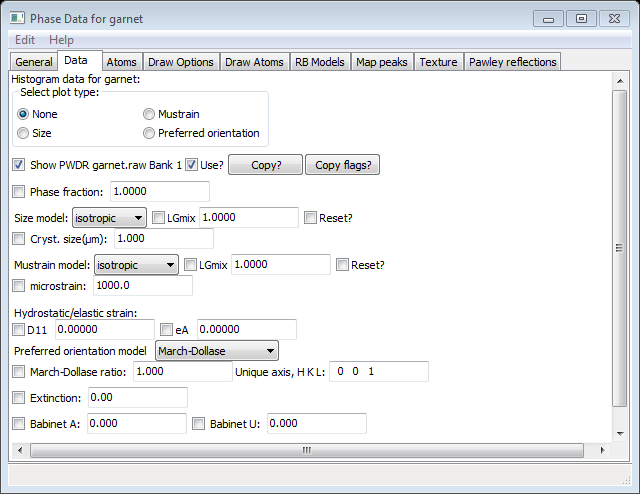 Phase Data for garnet
Edit Help
General Data Atoms Draw Options Draw Atoms RB Models Map peaks Texture Pawley reflections
Histogram data for garnet:
Select plot type:
None Mustrain
Size Preferred orientation
Show PWDR garnet.raw Bank 1 Use? Copy? Copy flags?
Phase fraction: 1.0000
Size model: isotropic LGmix 1.0000 Reset?
Cryst. size(µm): 1.000
Mustrain model: isotropic LGmix 1.0000 Reset?
microstrain: 1000.0
Hydrostatic/elastic strain:
D11 0.00000 eA 0.00000
Preferred orientation model March-Dollase
March-Dollase ratio: 1.000 Unique axis, H K L: 0 0 1
Extinction: 0.00
Babinet A: 0.000 Babinet U: 0.000